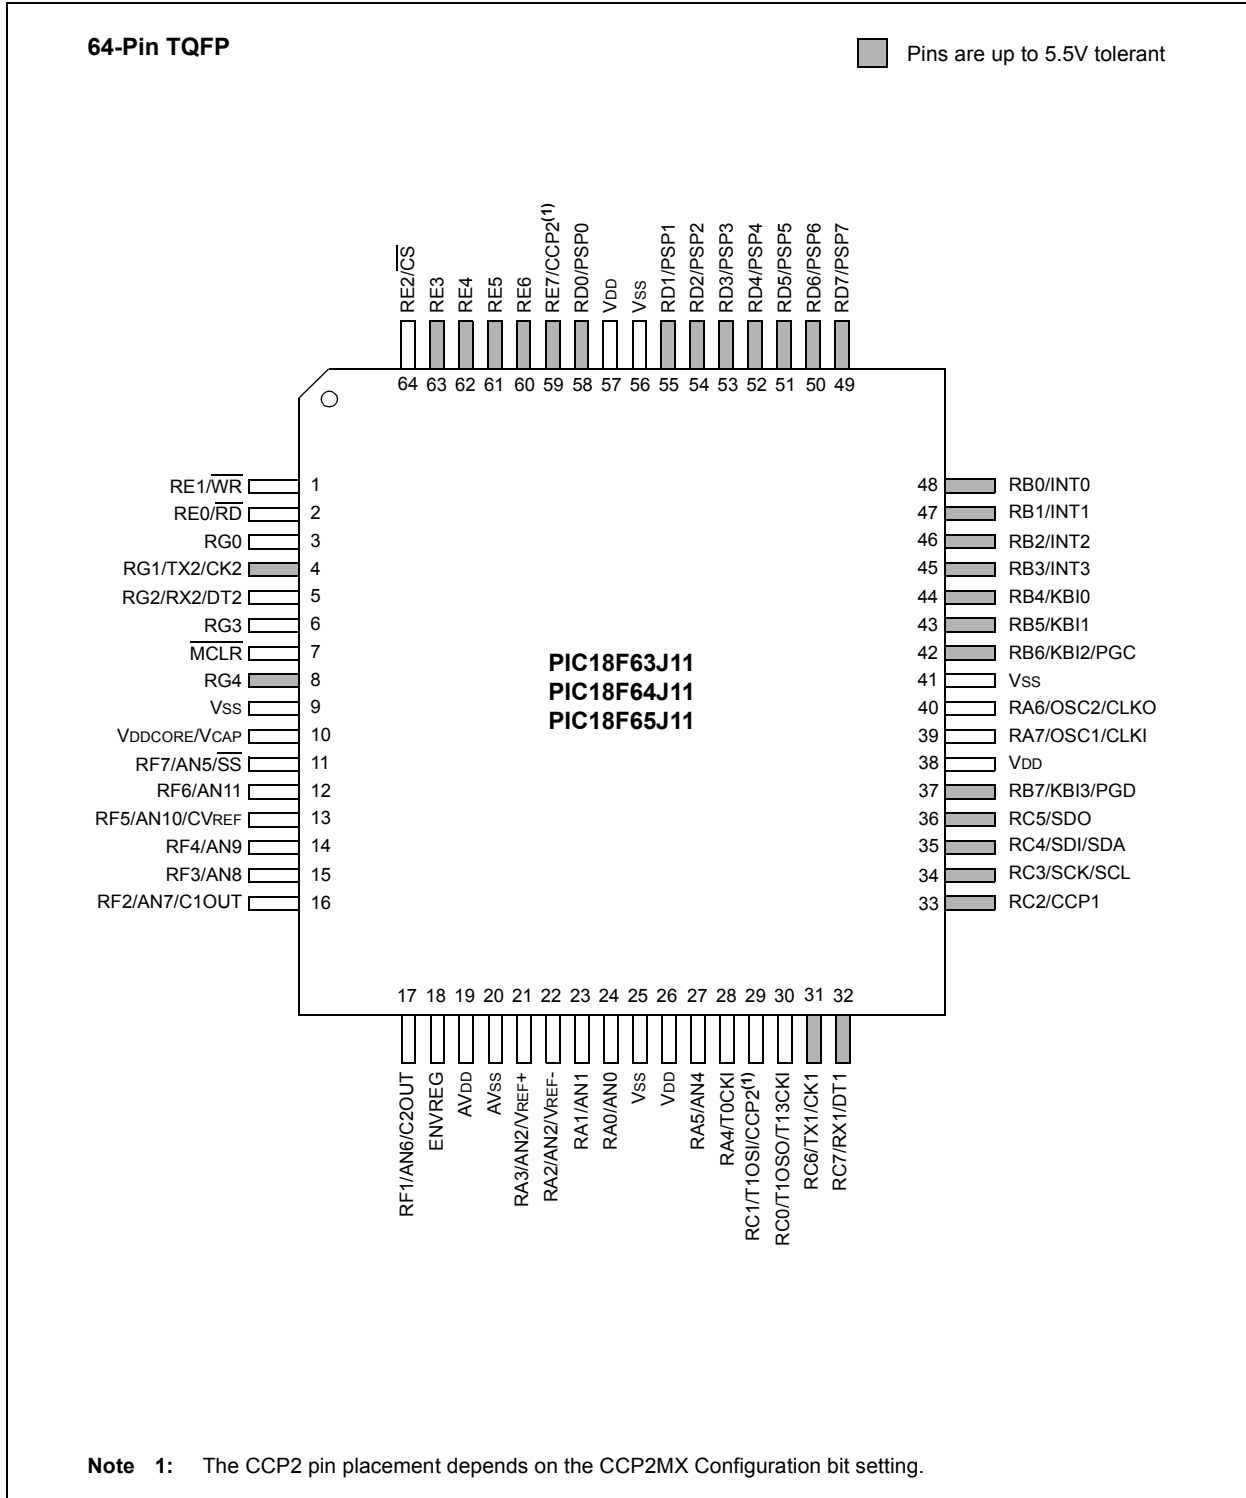 64-Pin TQFP
Pins are up to 5.5V tolerant
RE2/CS
RE3
RE4
RE5
RE6
RE7/CCP2(1)
RD0/PSP0
VDD
VSS
RD1/PSP1
RD2/PSP2
RD3/PSP3
RD4/PSP4
RD5/PSP5
RD6/PSP6
RD7/PSP7
64 63 62 61 60 59 58 57 56 55 54 53 52 51 50 49
RE1/WR 1
RE0/RD 2
RG0 3
RG1/TX2/CK2 4
RG2/RX2/DT2 5
RG3 6
MCLR 7
RG4 8
VSS 9
VDDCORE/VCAP 10
RF7/AN5/SS 11
RF6/AN11 12
RF5/AN10/CVREF 13
RF4/AN9 14
RF3/AN8 15
RF2/AN7/C1OUT 16
PIC18F63J11
PIC18F64J11
PIC18F65J11
48 RB0/INT0
47 RB1/INT1
46 RB2/INT2
45 RB3/INT3
44 RB4/KBI0
43 RB5/KBI1
42 RB6/KBI2/PGC
41 VSS
40 RA6/OSC2/CLKO
39 RA7/OSC1/CLKI
38 VDD
37 RB7/KBI3/PGD
36 RC5/SDO
35 RC4/SDI/SDA
34 RC3/SCK/SCL
33 RC2/CCP1
17 18 19 20 21 22 23 24 25 26 27 28 29 30 31 32
RF1/AN6/C2OUT
ENVREG
AVDD
AVSS
RA3/AN2/VREF+
RA2/AN2/VREF-
RA1/AN1
RA0/AN0
VSS
VDD
RA5/AN4
RA4/T0CKI
RC1/T1OSI/CCP2(1)
RC0/T1OSO/T13CKI
RC6/TX1/CK1
RC7/RX1/DT1
Note 1: The CCP2 pin placement depends on the CCP2MX Configuration bit setting.